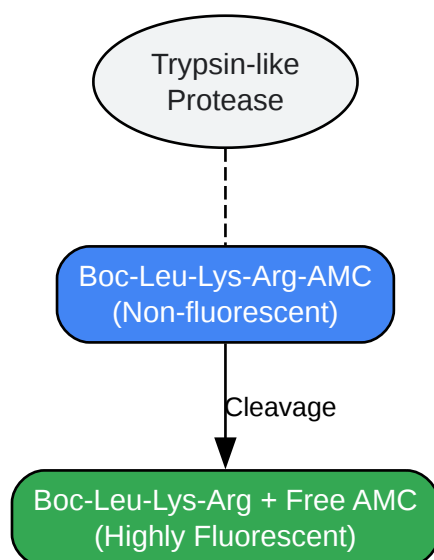 Trypsin-like
Protease
Boc-Leu-Lys-Arg-AMC
(Non-fluorescent)
Cleavage
Boc-Leu-Lys-Arg + Free AMC
(Highly Fluorescent)